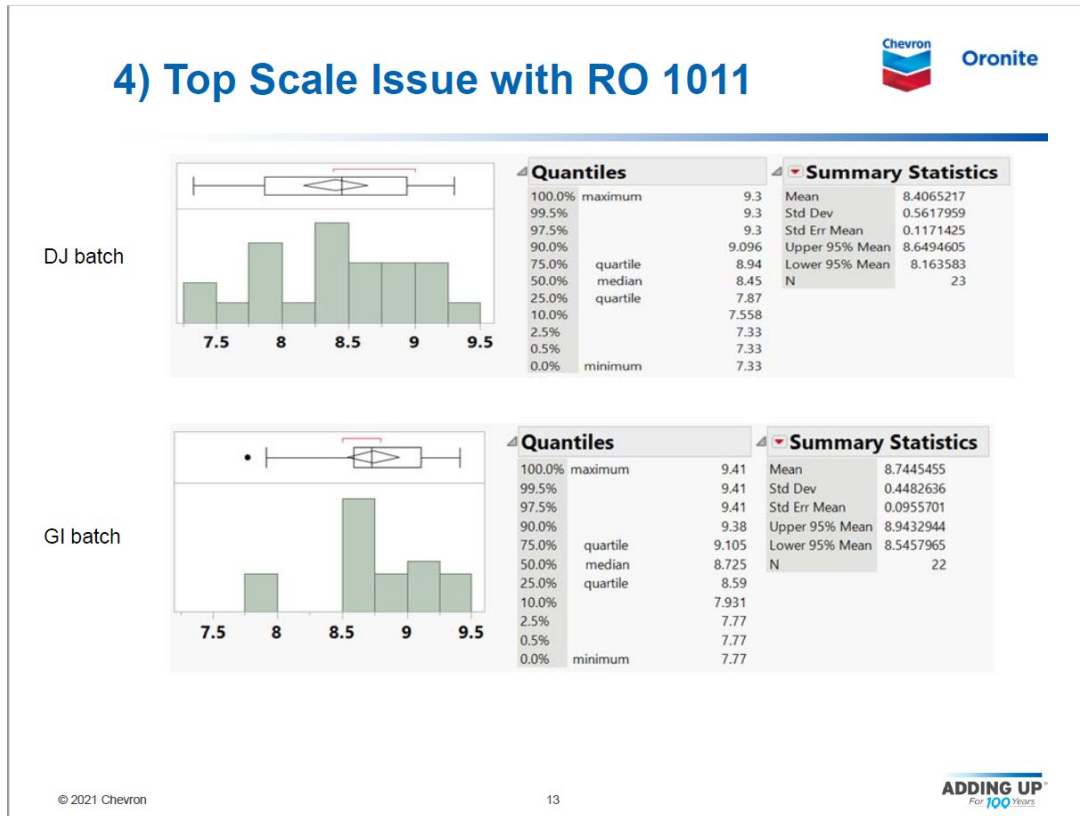 Chevron
Oronite
4) Top Scale Issue with RO 1011
DJ batch
7.5 8 8.5 9 9.5
Quantiles
100.0% maximum 9.3
99.5% 9.3
97.5% 9.3
90.0% 9.096
75.0% quartile 8.94
50.0% median 8.45
25.0% quartile 7.87
10.0% 7.558
2.5% 7.33
0.5% 7.33
0.0% minimum 7.33
Summary Statistics
Mean 8.4065217
Std Dev 0.5617959
Std Err Mean 0.1171425
Upper 95% Mean 8.6494605
Lower 95% Mean 8.163583
N 23
GI batch
7.5 8 8.5 9 9.5
Quantiles
100.0% maximum 9.41
99.5% 9.41
97.5% 9.41
90.0% 9.38
75.0% quartile 9.105
50.0% median 8.725
25.0% quartile 8.59
10.0% 7.931
2.5% 7.77
0.5% 7.77
0.0% minimum 7.77
Summary Statistics
Mean 8.7445455
Std Dev 0.4482636
Std Err Mean 0.0955701
Upper 95% Mean 8.9432944
Lower 95% Mean 8.5457965
N 22
© 2021 Chevron
13
ADDING UP
For 100 Years